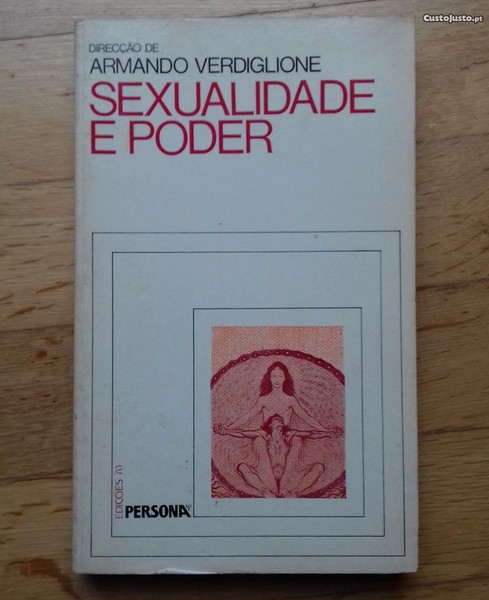 CustoJusto.pt
DIRECÇÃO DE
ARMANDO VERDIGLIONE
SEXUALIDADE
E PODER
EDIÇÕES 70
PERSONA